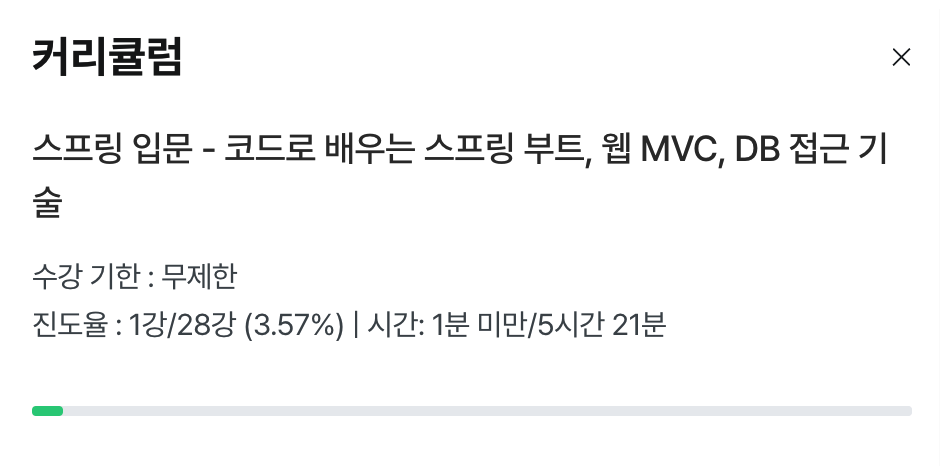 커리큘럼
스프링 입문 - 코드로 배우는 스프링 부트, 웹 MVC, DB 접근 기
술
수강 기한 : 무제한
진도율 : 1강/28강 (3.57%) | 시간: 1분 미만/5시간 21분